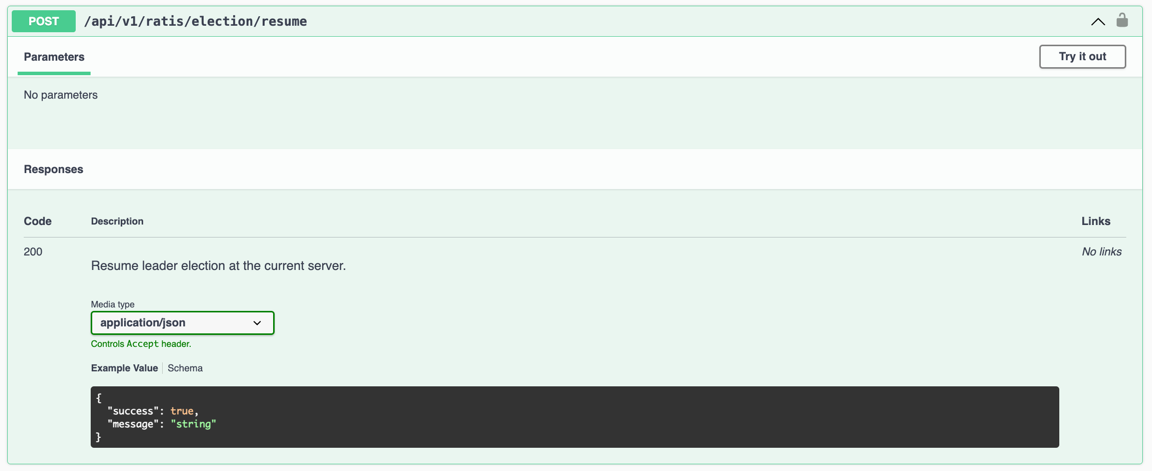 POST /api/v1/ratis/election/resume
Parameters Try it out
No parameters
Responses
Code Description Links
200 No links
Resume leader election at the current server.
Media type
application/json
Controls Accept header.
Example Value Schema
{
"success": true,
"message": "string"
}